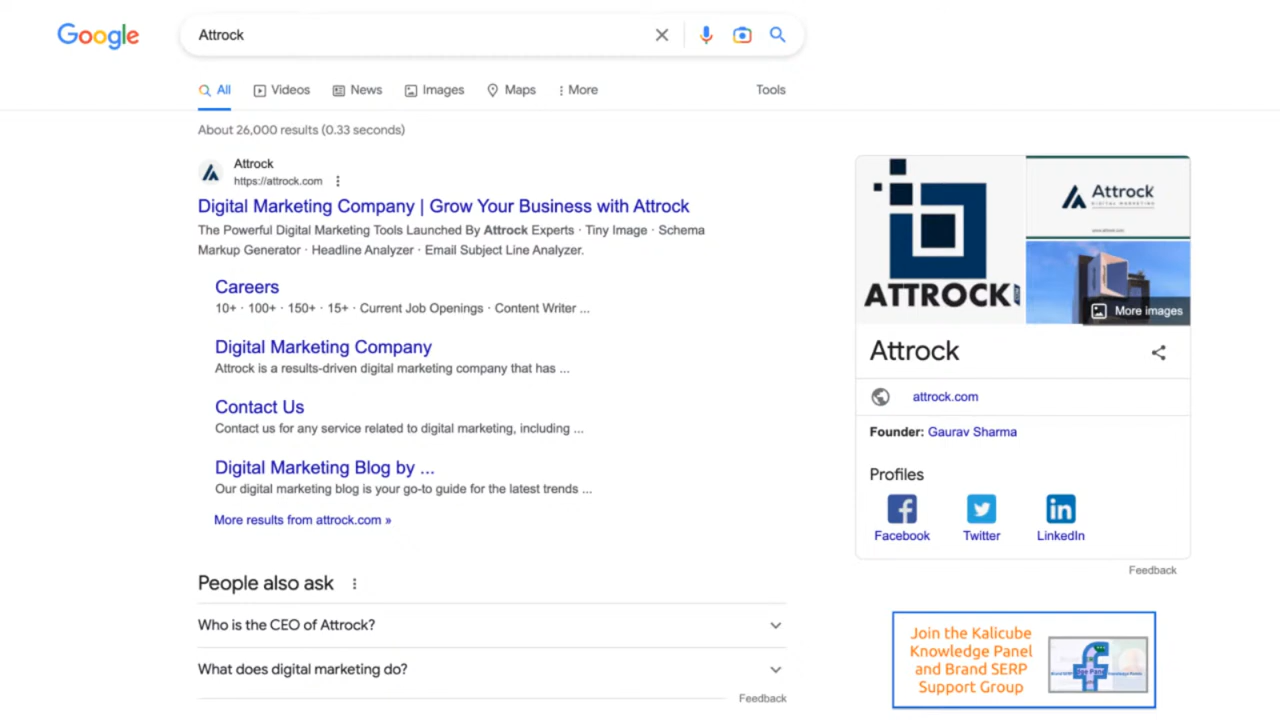 Google
Attrock
All
Videos
News
Images
Maps
More
Tools
About 26,000 results (0.33 seconds)
Attrock
https://attrock.com
Digital Marketing Company | Grow Your Business with Attrock
The Powerful Digital Marketing Tools Launched By Attrock Experts · Tiny Image · Schema
Markup Generator · Headline Analyzer · Email Subject Line Analyzer.
Careers
10+ · 100+ · 150+ · 15+ · Current Job Openings · Content Writer ...
Digital Marketing Company
Attrock is a results-driven digital marketing company that has ...
Contact Us
Contact us for any service related to digital marketing, including ...
Digital Marketing Blog by ...
Our digital marketing blog is your go-to guide for the latest trends ...
More results from attrock.com »
People also ask
Who is the CEO of Attrock?
What does digital marketing do?
Feedback
ATTROCK
Attrock
DIGITAL MARKETING
www.attrock.com
More images
Attrock
attrock.com
Founder: Gaurav Sharma
Profiles
Facebook
Twitter
LinkedIn
Feedback
Join the Kalicube
Knowledge Panel
and Brand SERP
Support Group